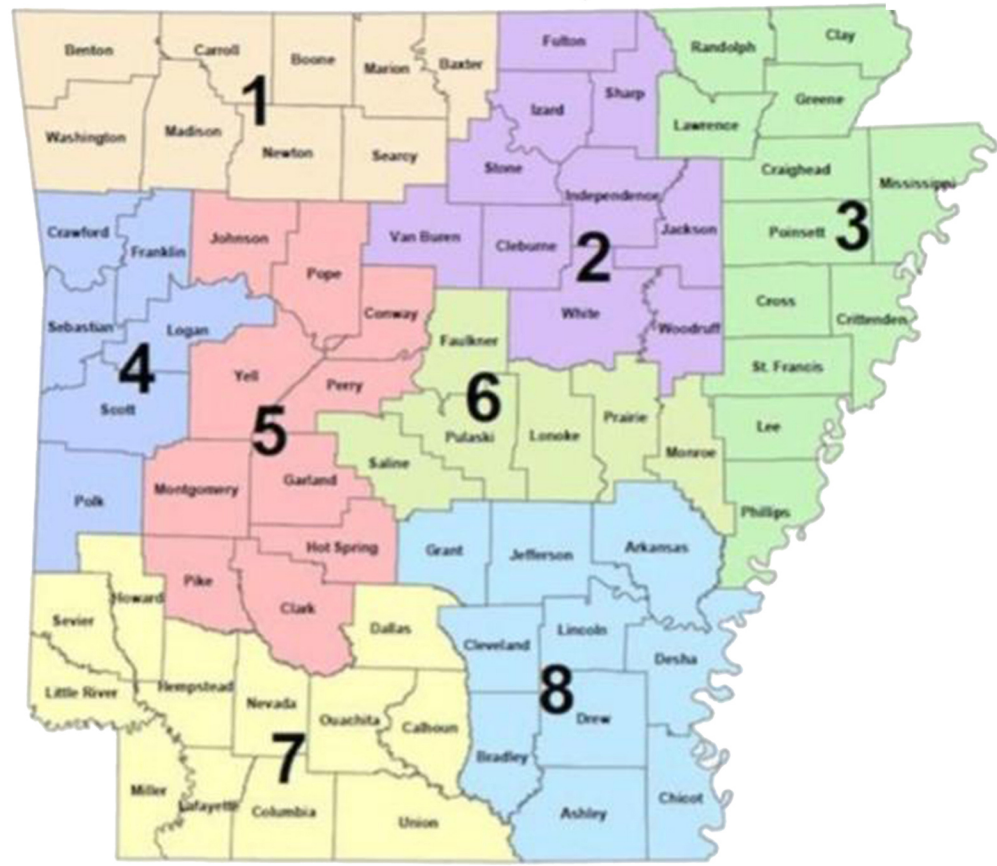 Benton
Carroll
Boone
Marion
Baxter
Fulton
Randolph
Clay
1
Washington
Madison
Newton
Searcy
Izard
Sharp
Lawrence
Greene
Stone
Independence
Craighead
Mississippi
Crawford
Franklin
Johnson
Pope
Van Buren
Cleburne
2
Jackson
Poinsett
3
Sebastian
Logan
Conway
Faulkner
White
Woodruff
Cross
Crittenden
4
Scott
Yell
Perry
6
St. Francis
5
Pulaski
Lonoke
Prairie
Lee
Saline
Monroe
Polk
Montgomery
Garland
Phillips
Hot Spring
Grant
Jefferson
Arkansas
Sevier
Howard
Pike
Clark
Dallas
Cleveland
Lincoln
Desha
Little River
Hempstead
Nevada
Ouachita
Calhoun
8
Drew
7
Bradley
Miller
Lafayette
Columbia
Union
Ashley
Chicot